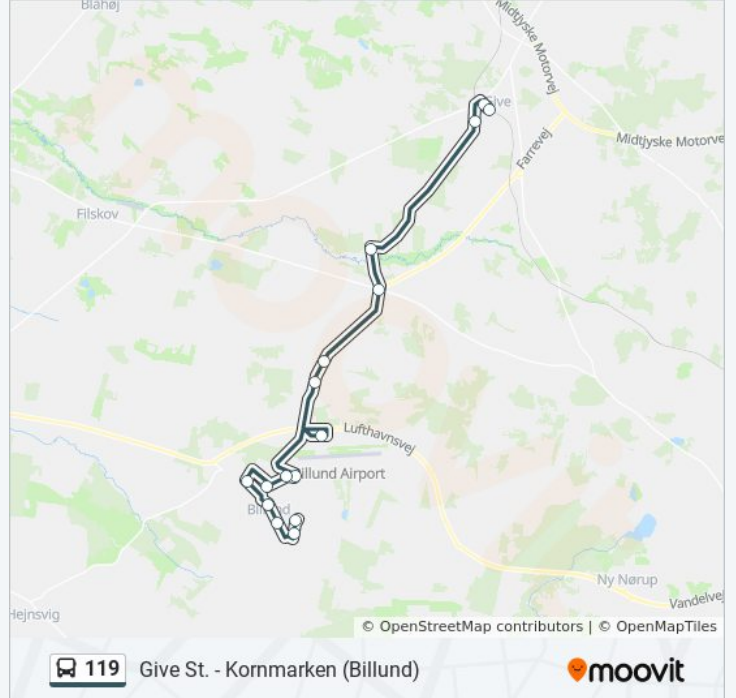 Blåhøj
Midtjyske Motorvej
Give
Midtjyske Motorve
Farrevej
Filskov
Lufthavnsvej
Billund Airport
Billund
Ny Nørup
Vandelvej
Hejnsvig
© OpenStreetMap contributors | © OpenMapTiles
119 Give St. - Kornmarken (Billund)
moovit